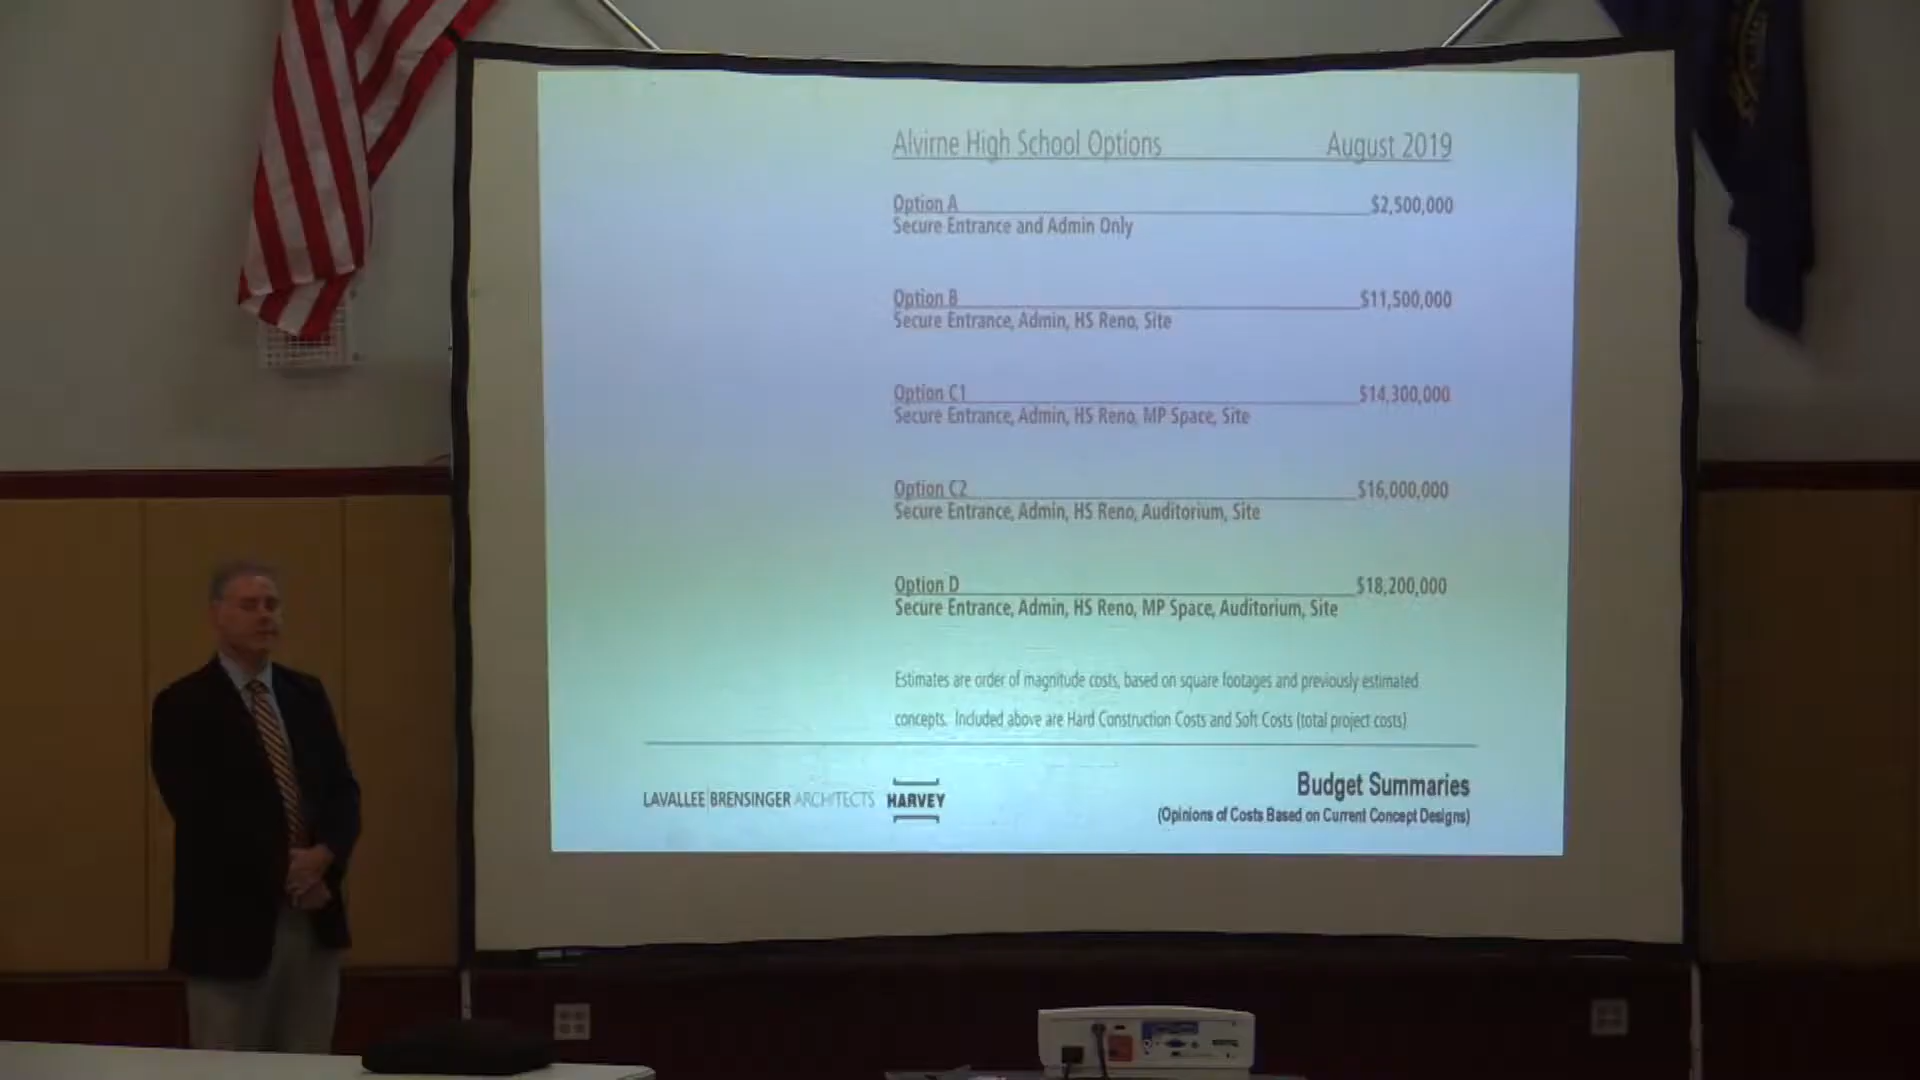 Alvirne High School Options August 2019
Option A $2,500,000
Secure Entrance and Admin Only
Option B $11,500,000
Secure Entrance, Admin, HS Reno, Site
Option C1 $14,300,000
Secure Entrance, Admin, HS Reno, MP Space, Site
Option C2 $16,000,000
Secure Entrance, Admin, HS Reno, Auditorium, Site
Option D $18,200,000
Secure Entrance, Admin, HS Reno, MP Space, Auditorium, Site
Estimates are order of magnitude costs, based on square footages and previously estimated
concepts. Included above are Hard Construction Costs and Soft Costs (total project costs)
LAVALLEE|BRENSINGER ARCHITECTS HARVEY
Budget Summaries
(Opinions of Costs Based on Current Concept Designs)